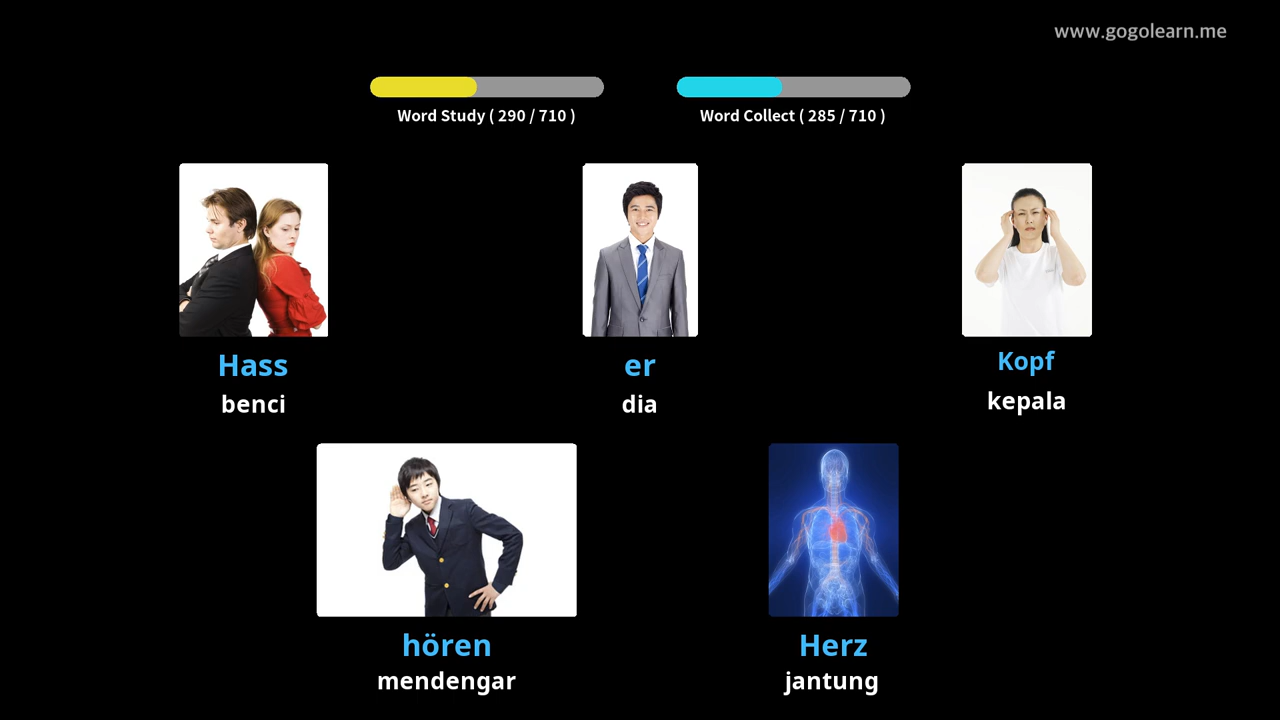 www.gogolearn.me
Word Study ( 290 / 710 )
Word Collect ( 285 / 710 )
Hass
benci
er
dia
Kopf
kepala
hören
mendengar
Herz
jantung